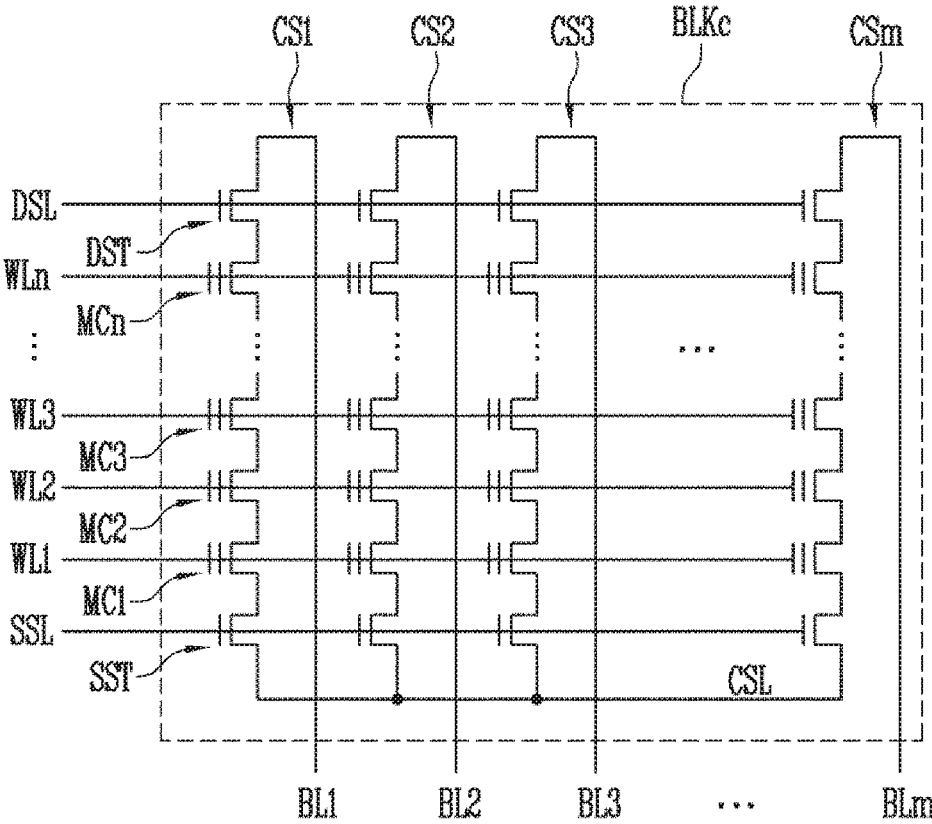 CS1 CS2 CS3 BLKc CSm
DSL
DST
WLn
MCn
⋮
...
WL3
MC3
WL2
MC2
WL1
MC1
SSL
SST
CSL
BL1 BL2 BL3 ... BLm